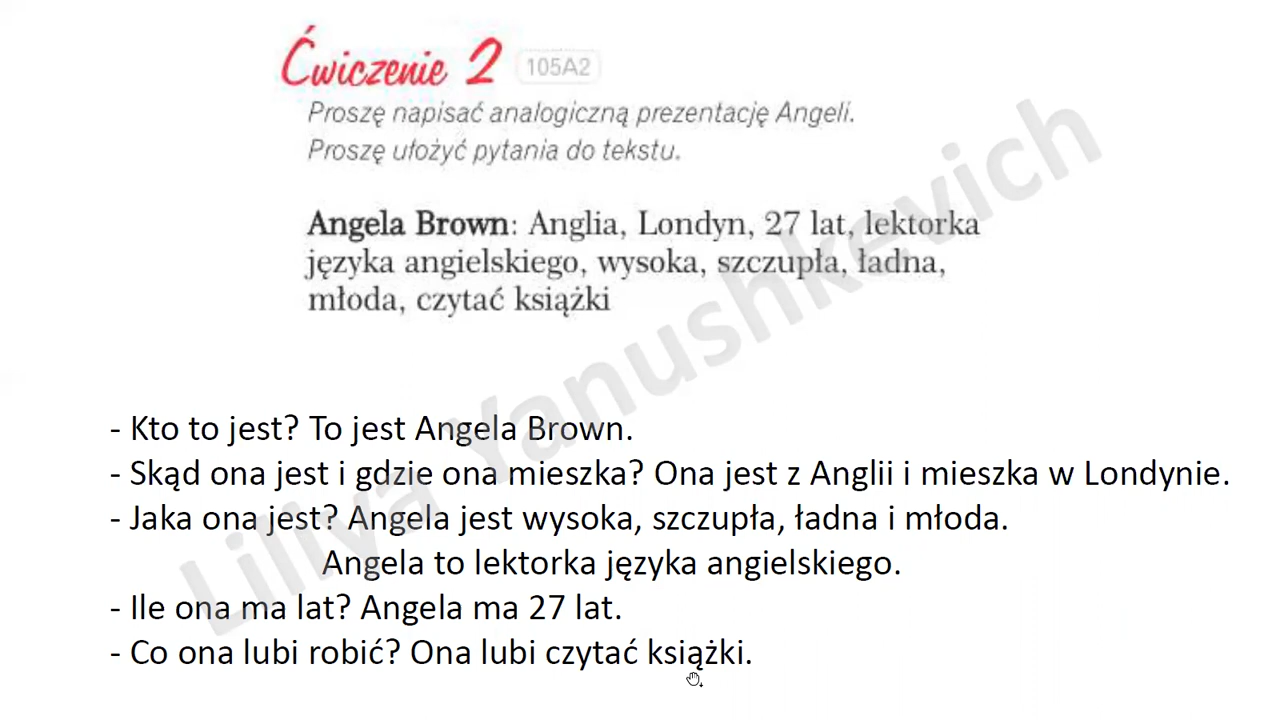 Ćwiczenie 2 105A2
Proszę napisać analogiczną prezentację Angeli.
Proszę ułożyć pytania do tekstu.
Angela Brown: Anglia, Londyn, 27 lat, lektorka
języka angielskiego, wysoka, szczupła, ładna,
młoda, czytać książki
- Kto to jest? To jest Angela Brown.
- Skąd ona jest i gdzie ona mieszka? Ona jest z Anglii i mieszka w Londynie.
- Jaka ona jest? Angela jest wysoka, szczupła, ładna i młoda.
Angela to lektorka języka angielskiego.
- Ile ona ma lat? Angela ma 27 lat.
- Co ona lubi robić? Ona lubi czytać książki.
Liliya Yanushkevich